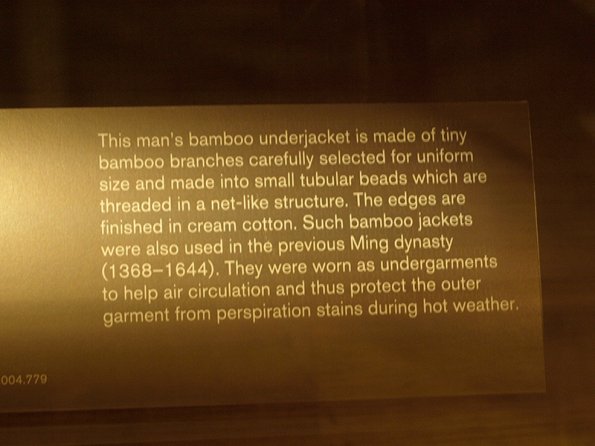 This man's bamboo underjacket is made of tiny
bamboo branches carefully selected for uniform
size and made into small tubular beads which are
threaded in a net-like structure. The edges are
finished in cream cotton. Such bamboo jackets
were also used in the previous Ming dynasty
(1368–1644). They were worn as undergarments
to help air circulation and thus protect the outer
garment from perspiration stains during hot weather.
004.779